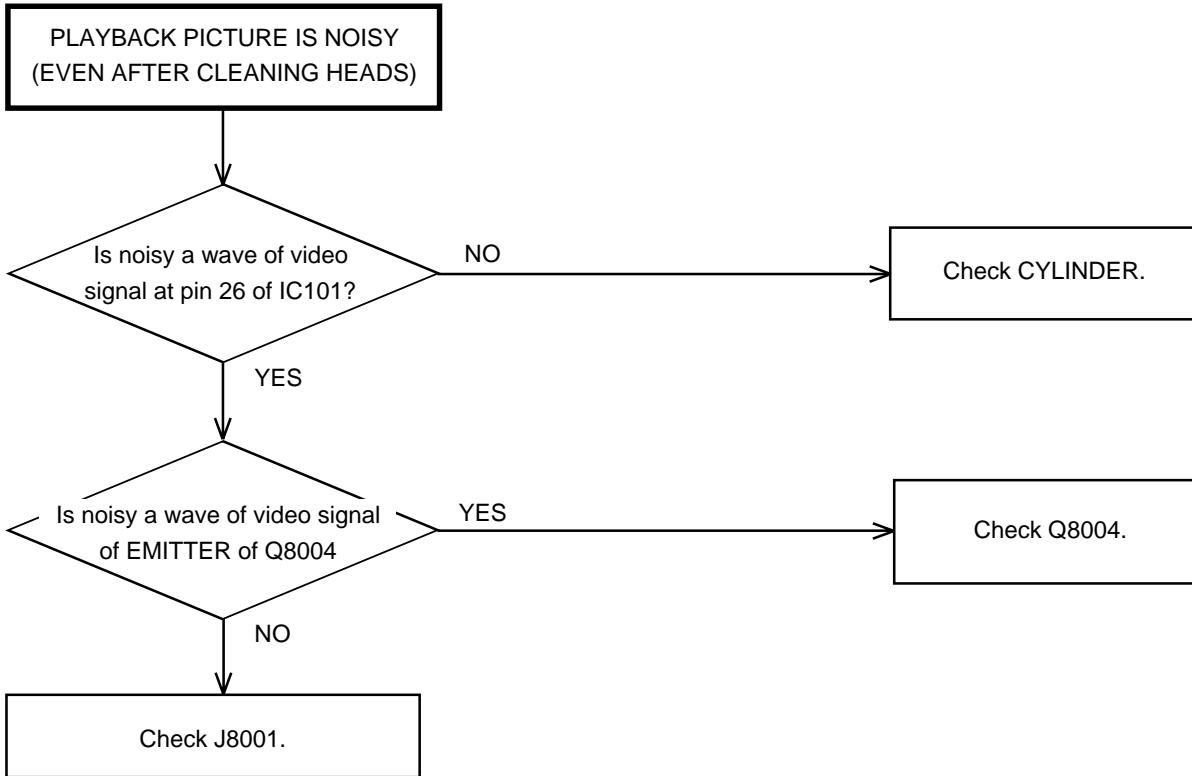 PLAYBACK PICTURE IS NOISY
(EVEN AFTER CLEANING HEADS)
Is noisy a wave of video
signal at pin 26 of IC101?
NO
Check CYLINDER.
YES
Is noisy a wave of video signal
of EMITTER of Q8004
YES
Check Q8004.
NO
Check J8001.